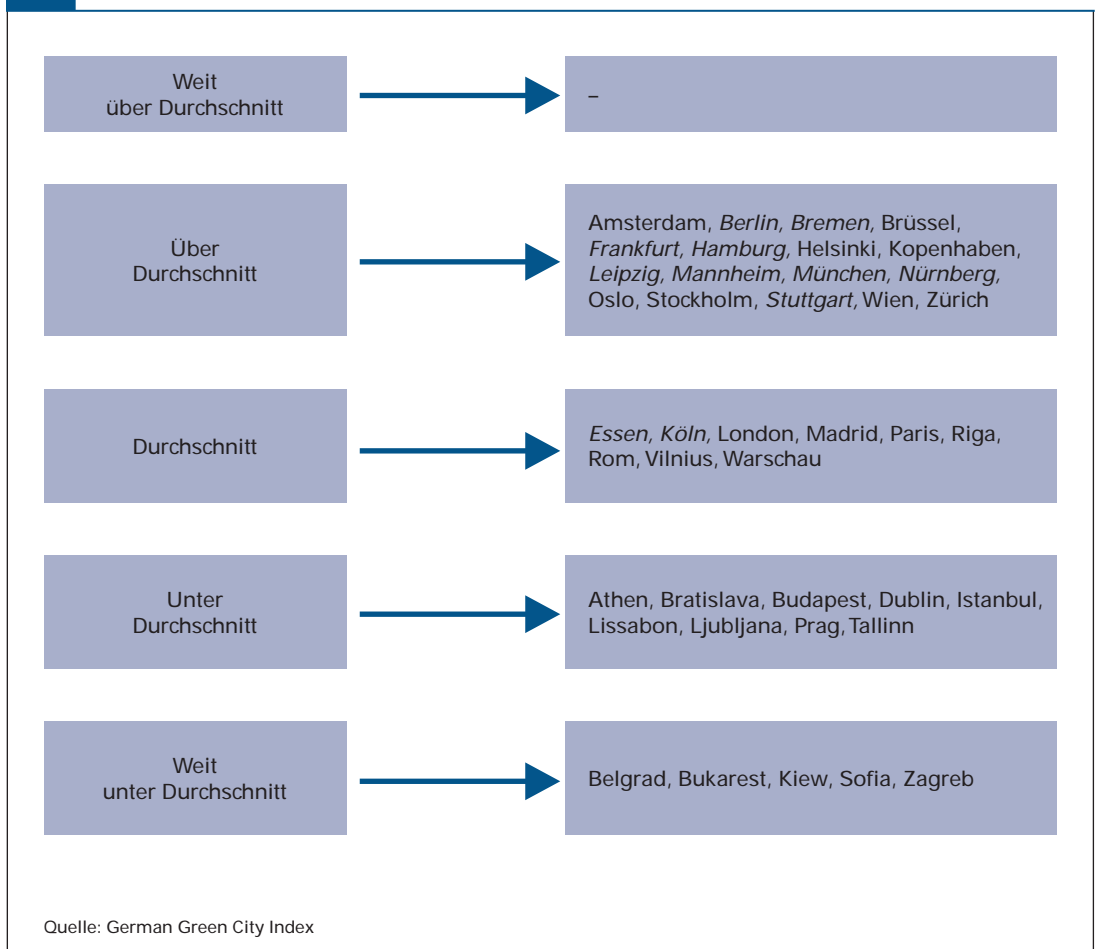 Weit
über Durchschnitt
–
Über
Durchschnitt
Amsterdam, Berlin, Bremen, Brüssel,
Frankfurt, Hamburg, Helsinki, Kopenhaben,
Leipzig, Mannheim, München, Nürnberg,
Oslo, Stockholm, Stuttgart, Wien, Zürich
Durchschnitt
Essen, Köln, London, Madrid, Paris, Riga,
Rom, Vilnius, Warschau
Unter
Durchschnitt
Athen, Bratislava, Budapest, Dublin, Istanbul,
Lissabon, Ljubljana, Prag, Tallinn
Weit
unter Durchschnitt
Belgrad, Bukarest, Kiew, Sofia, Zagreb
Quelle: German Green City Index